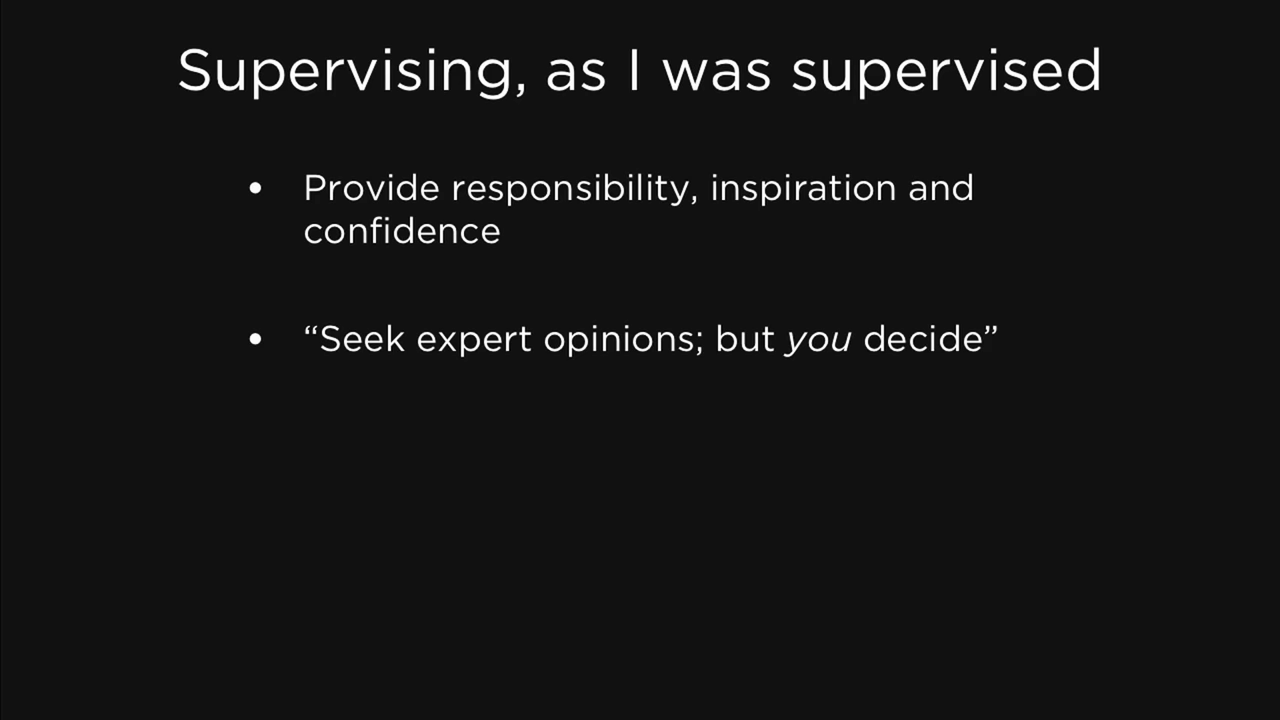 Supervising, as I was supervised
• Provide responsibility, inspiration and
confidence
• “Seek expert opinions; but you decide”